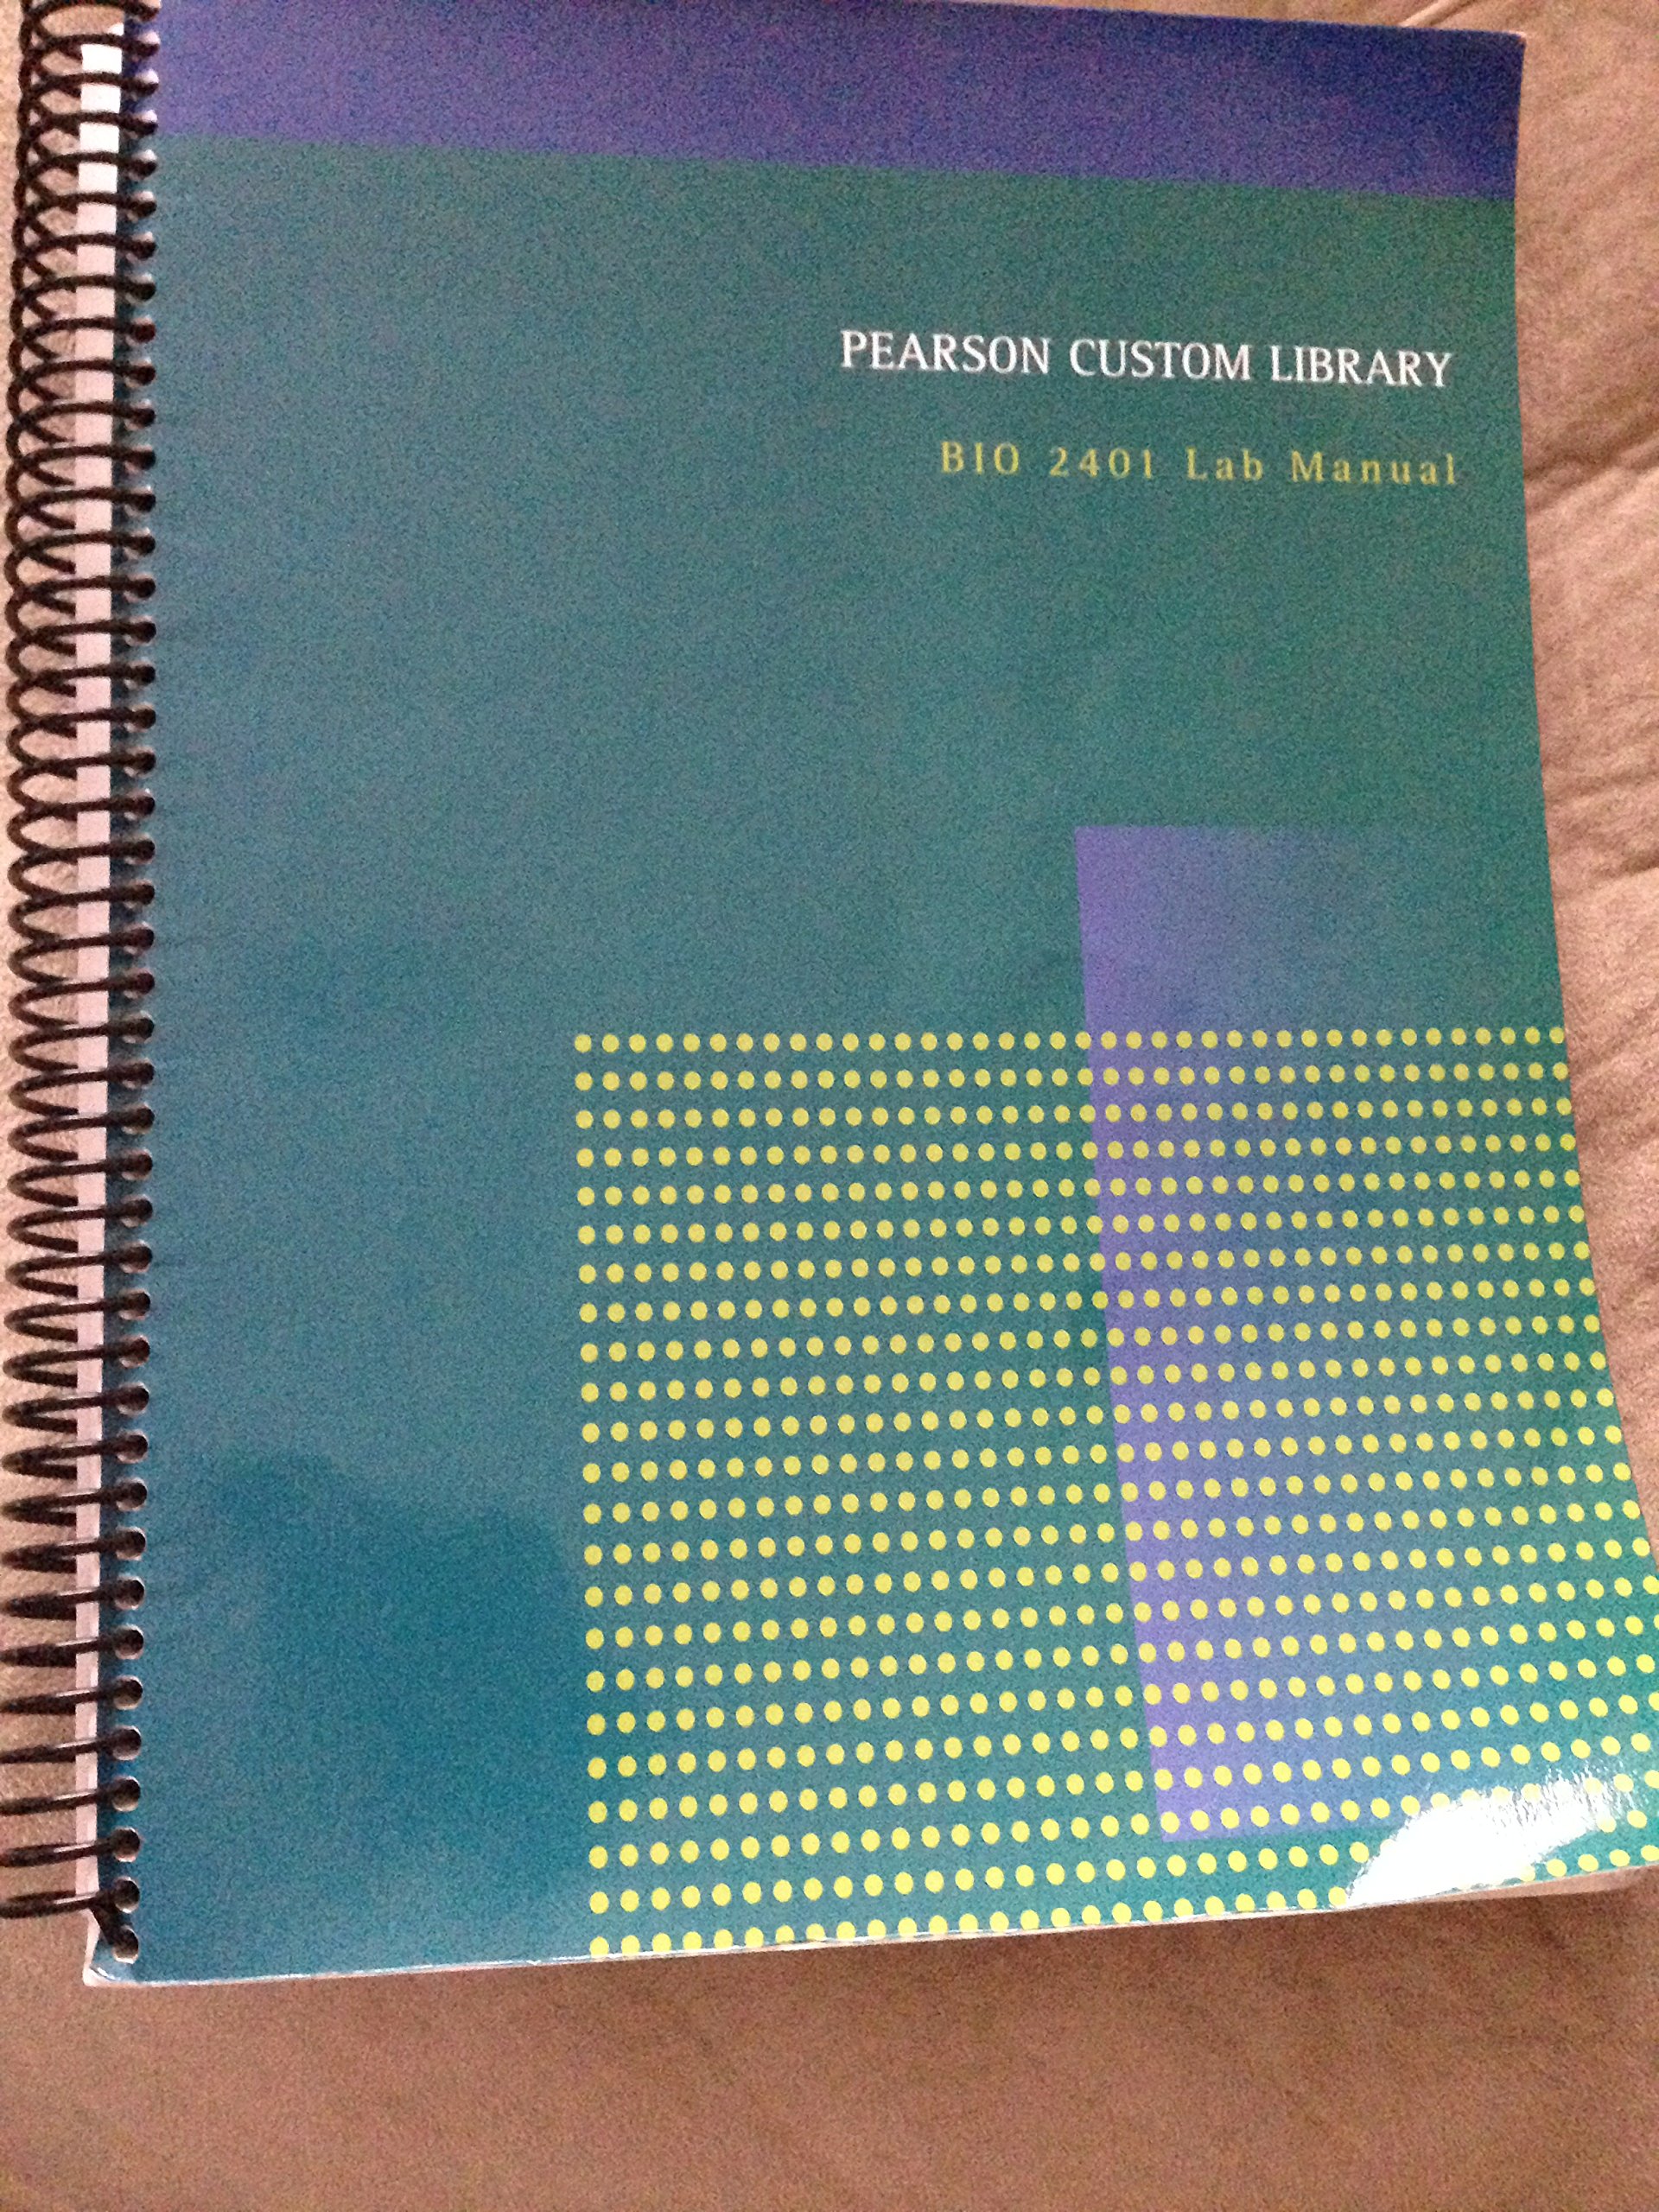 PEARSON CUSTOM LIBRARY
BIO 2401 Lab Manual